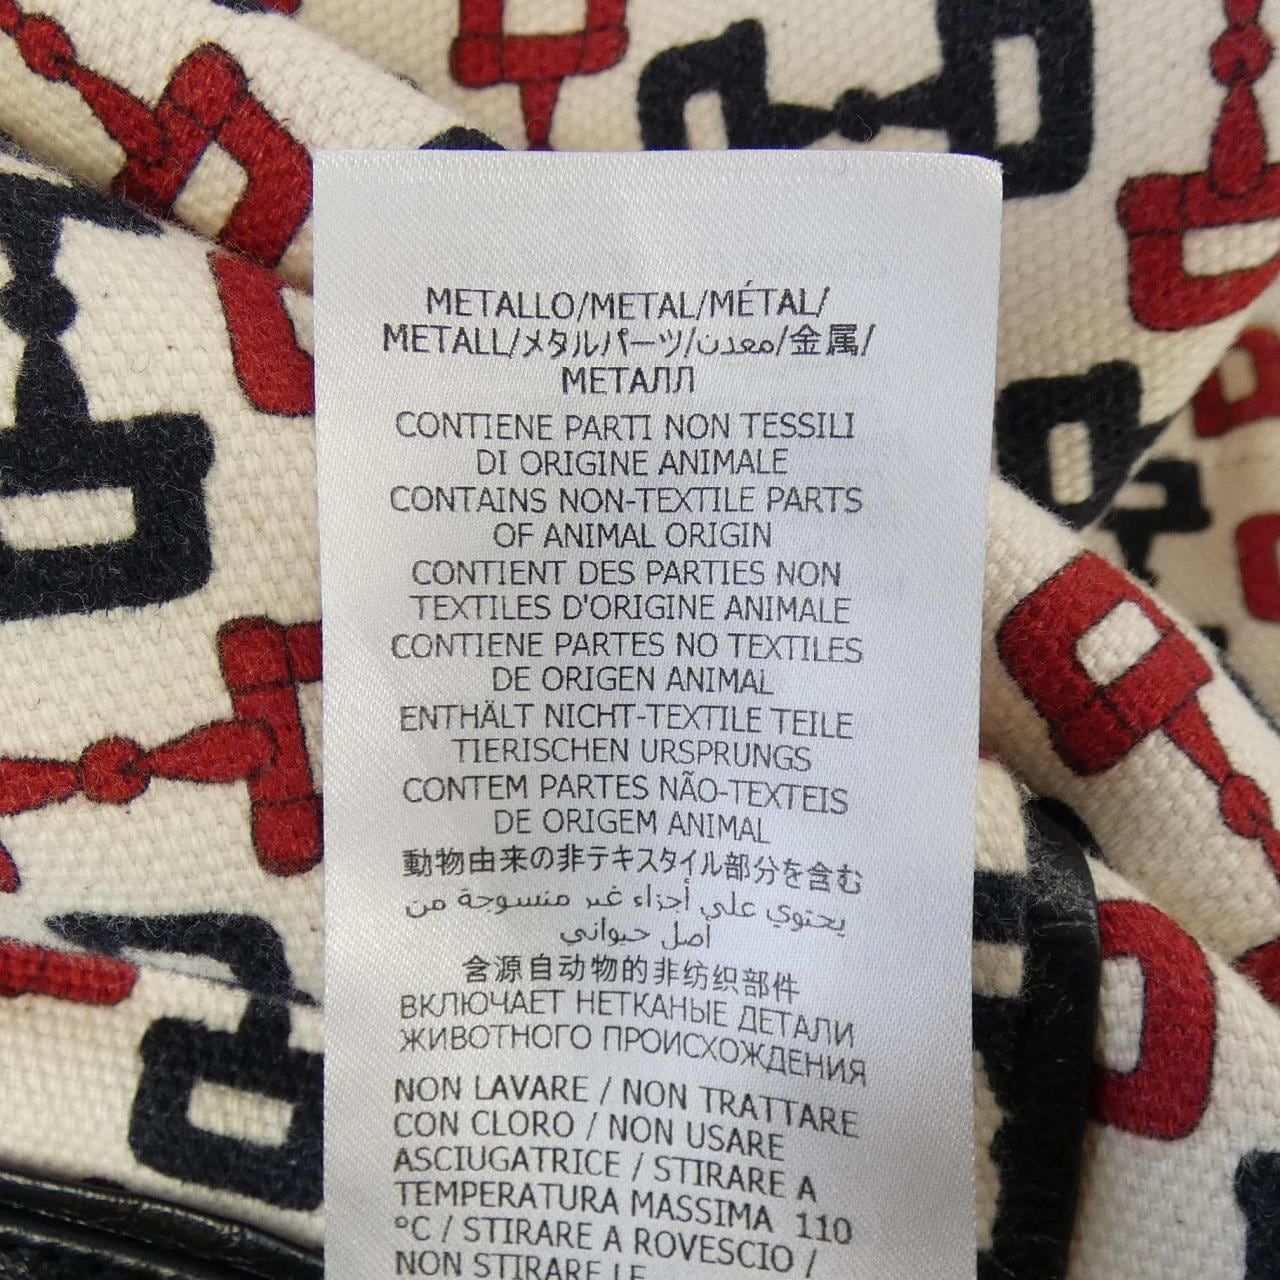 METALLO/METAL/MÉTAL/
METALL/メタルパーツ/معدن/金属/
МЕТАЛЛ
CONTIENE PARTI NON TESSILI
DI ORIGINE ANIMALE
CONTAINS NON-TEXTILE PARTS
OF ANIMAL ORIGIN
CONTIENT DES PARTIES NON
TEXTILES D'ORIGINE ANIMALE
CONTIENE PARTES NO TEXTILES
DE ORIGEN ANIMAL
ENTHÄLT NICHT-TEXTILE TEILE
TIERISCHEN URSPRUNGS
CONTEM PARTES NÃO-TEXTEIS
DE ORIGEM ANIMAL
動物由来の非テキスタイル部分を含む
يحتوي علي أجزاء غير منسوجة من
اصل حيواني
含源自动物的非纺织部件
ВКЛЮЧАЕТ НЕТКАНЫЕ ДЕТАЛИ
ЖИВОТНОГО ПРОИСХОЖДЕНИЯ
NON LAVARE / NON TRATTARE
CON CLORO / NON USARE
ASCIUGATRICE / STIRARE A
TEMPERATURA MASSIMA 110
°C / STIRARE A ROVESCIO /
NON STIRARE LE